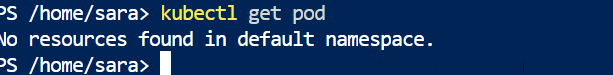 PS /home/sara> kubectl get pod
No resources found in default namespace.
PS /home/sara>